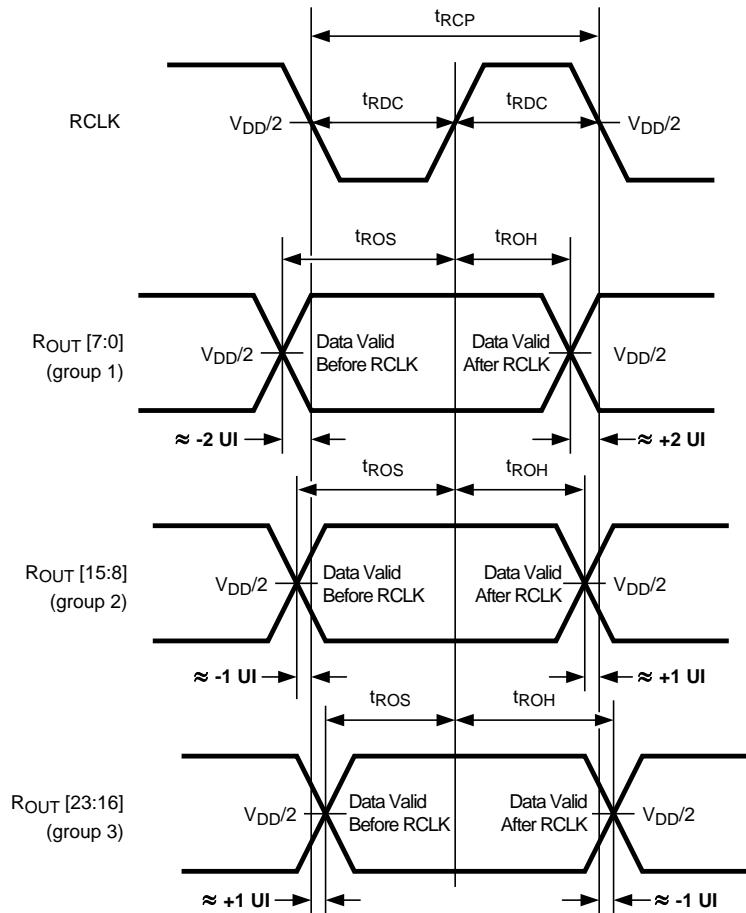 tRCP
tRDC tRDC
RCLK VDD/2 VDD/2
tROS tROH
ROUT [7:0]
(group 1)
VDD/2 Data Valid
Before RCLK Data Valid
After RCLK VDD/2
≈ -2 UI ≈ +2 UI
tROS tROH
ROUT [15:8]
(group 2)
VDD/2 Data Valid
Before RCLK Data Valid
After RCLK VDD/2
≈ -1 UI ≈ +1 UI
tROS tROH
ROUT [23:16]
(group 3)
VDD/2 Data Valid
Before RCLK Data Valid
After RCLK VDD/2
≈ +1 UI ≈ -1 UI